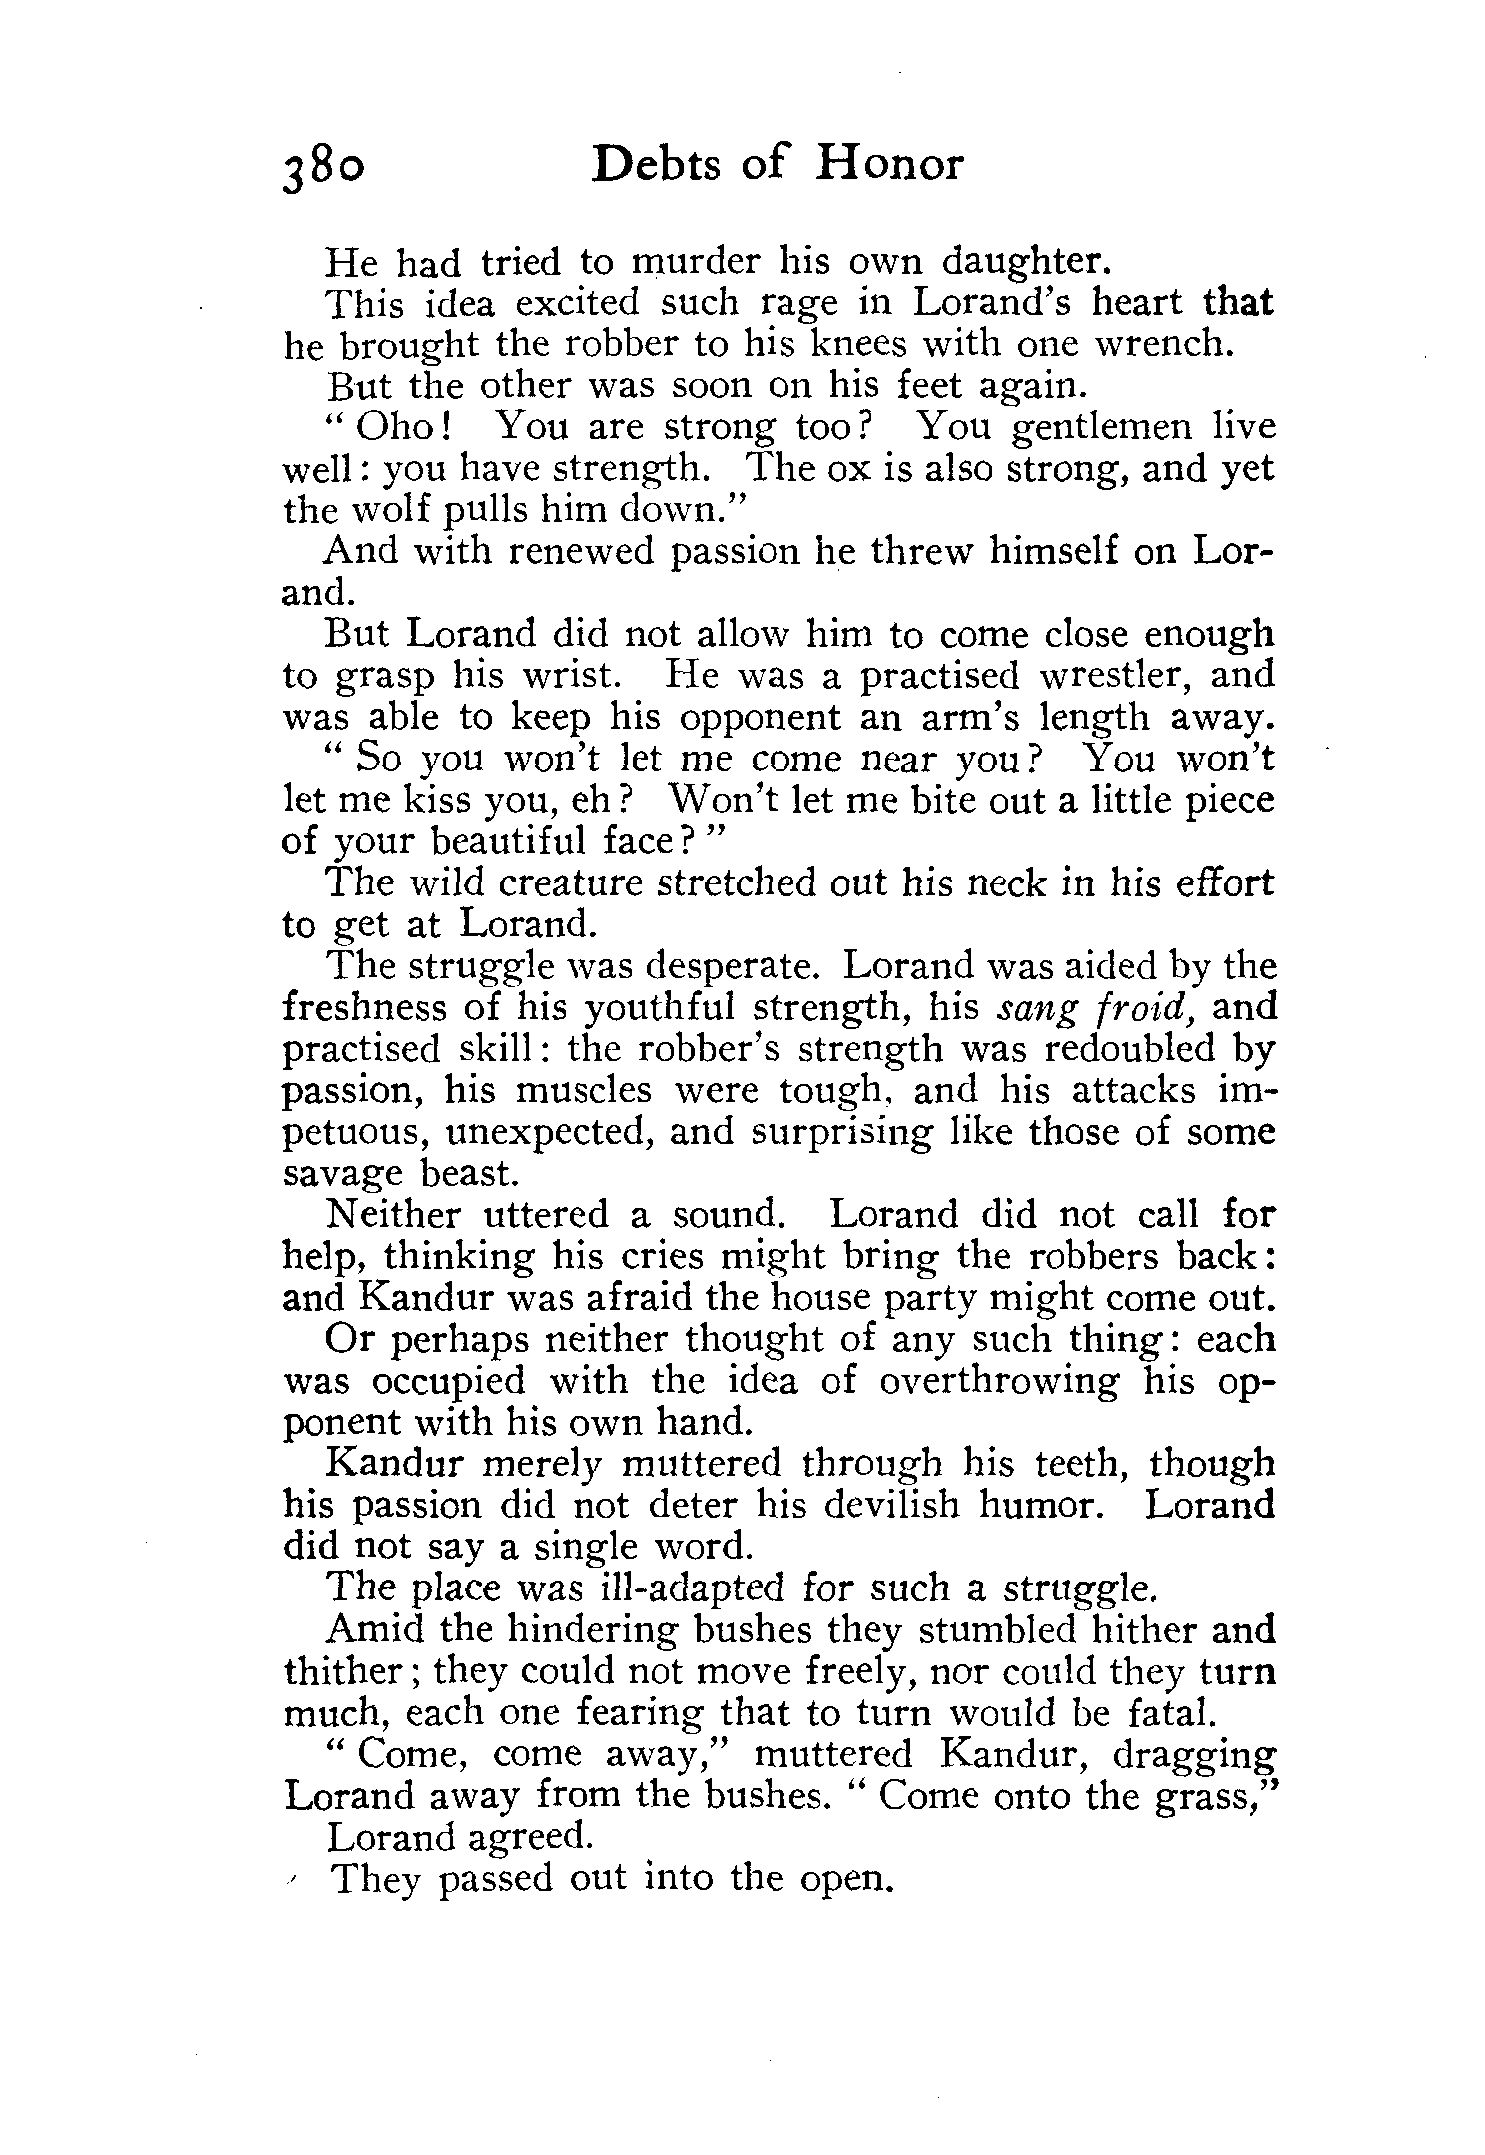 380 Debts of Honor
He had tried to murder his own daughter.
This idea excited such rage in Lorand's heart that
he brought the robber to his knees with one wrench.
But the other was soon on his feet again.
" Oho! You are strong too? You gentlemen live
well: you have strength. The ox is also strong, and yet
the wolf pulls him down."
And with renewed passion he threw himself on Lor-
and.
But Lorand did not allow him to come close enough
to grasp his wrist. He was a practised wrestler, and
was able to keep his opponent an arm's length away.
" So you won't let me come near you? You won't
let me kiss you, eh? Won't let me bite out a little piece
of your beautiful face? "
The wild creature stretched out his neck in his effort
to get at Lorand.
The struggle was desperate. Lorand was aided by the
freshness of his youthful strength, his sang froid, and
practised skill: the robber's strength was redoubled by
passion, his muscles were tough, and his attacks im-
petuous, unexpected, and surprising like those of some
savage beast.
Neither uttered a sound. Lorand did not call for
help, thinking his cries might bring the robbers back:
and Kandur was afraid the house party might come out.
Or perhaps neither thought of any such thing: each
was occupied with the idea of overthrowing his op-
ponent with his own hand.
Kandur merely muttered through his teeth, though
his passion did not deter his devilish humor. Lorand
did not say a single word.
The place was ill-adapted for such a struggle.
Amid the hindering bushes they stumbled hither and
thither; they could not move freely, nor could they turn
much, each one fearing that to turn would be fatal.
" Come, come away," muttered Kandur, dragging
Lorand away from the bushes. " Come onto the grass,"
Lorand agreed.
They passed out into the open.